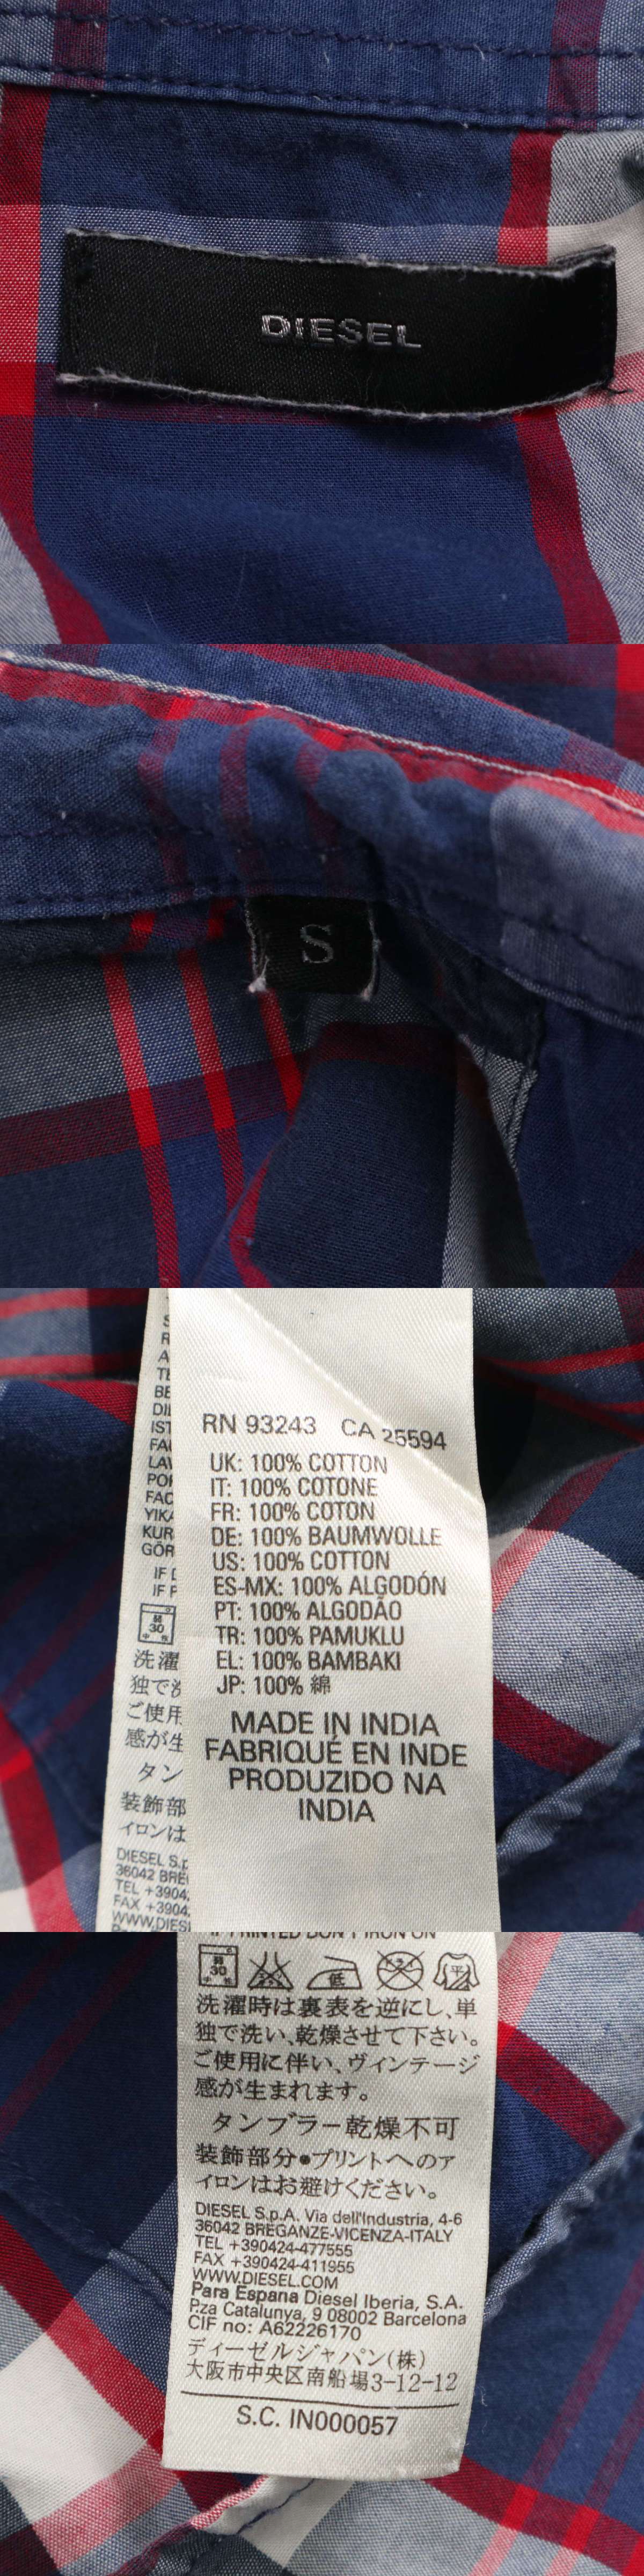 DIESEL
S
RN 93243 CA 25594
UK: 100% COTTON
IT: 100% COTONE
FR: 100% COTON
DE: 100% BAUMWOLLE
US: 100% COTTON
ES-MX: 100% ALGODÓN
PT: 100% ALGODÃO
TR: 100% PAMUKLU
EL: 100% BAMBAKI
JP: 100% 綿
MADE IN INDIA
FABRIQUÉ EN INDE
PRODUZIDO NA
INDIA
IF PRINTED DON'T IRON ON
30 低 平
洗濯時は裏表を逆にし、単
独で洗い、乾燥させて下さい。
ご使用に伴い、ヴィンテージ
感が生まれます。
タンブラー乾燥不可
装飾部分・プリントへのア
イロンはお避けください。
DIESEL S.p.A. Via dell'Industria, 4-6
36042 BREGANZE-VICENZA-ITALY
TEL +390424-477555
FAX +390424-411955
WWW.DIESEL.COM
Para Espana Diesel Iberia, S.A.
P.za Catalunya, 9 08002 Barcelona
CIF no: A62226170
ディーゼルジャパン(株)
大阪市中央区南船場3-12-12
S.C. IN000057